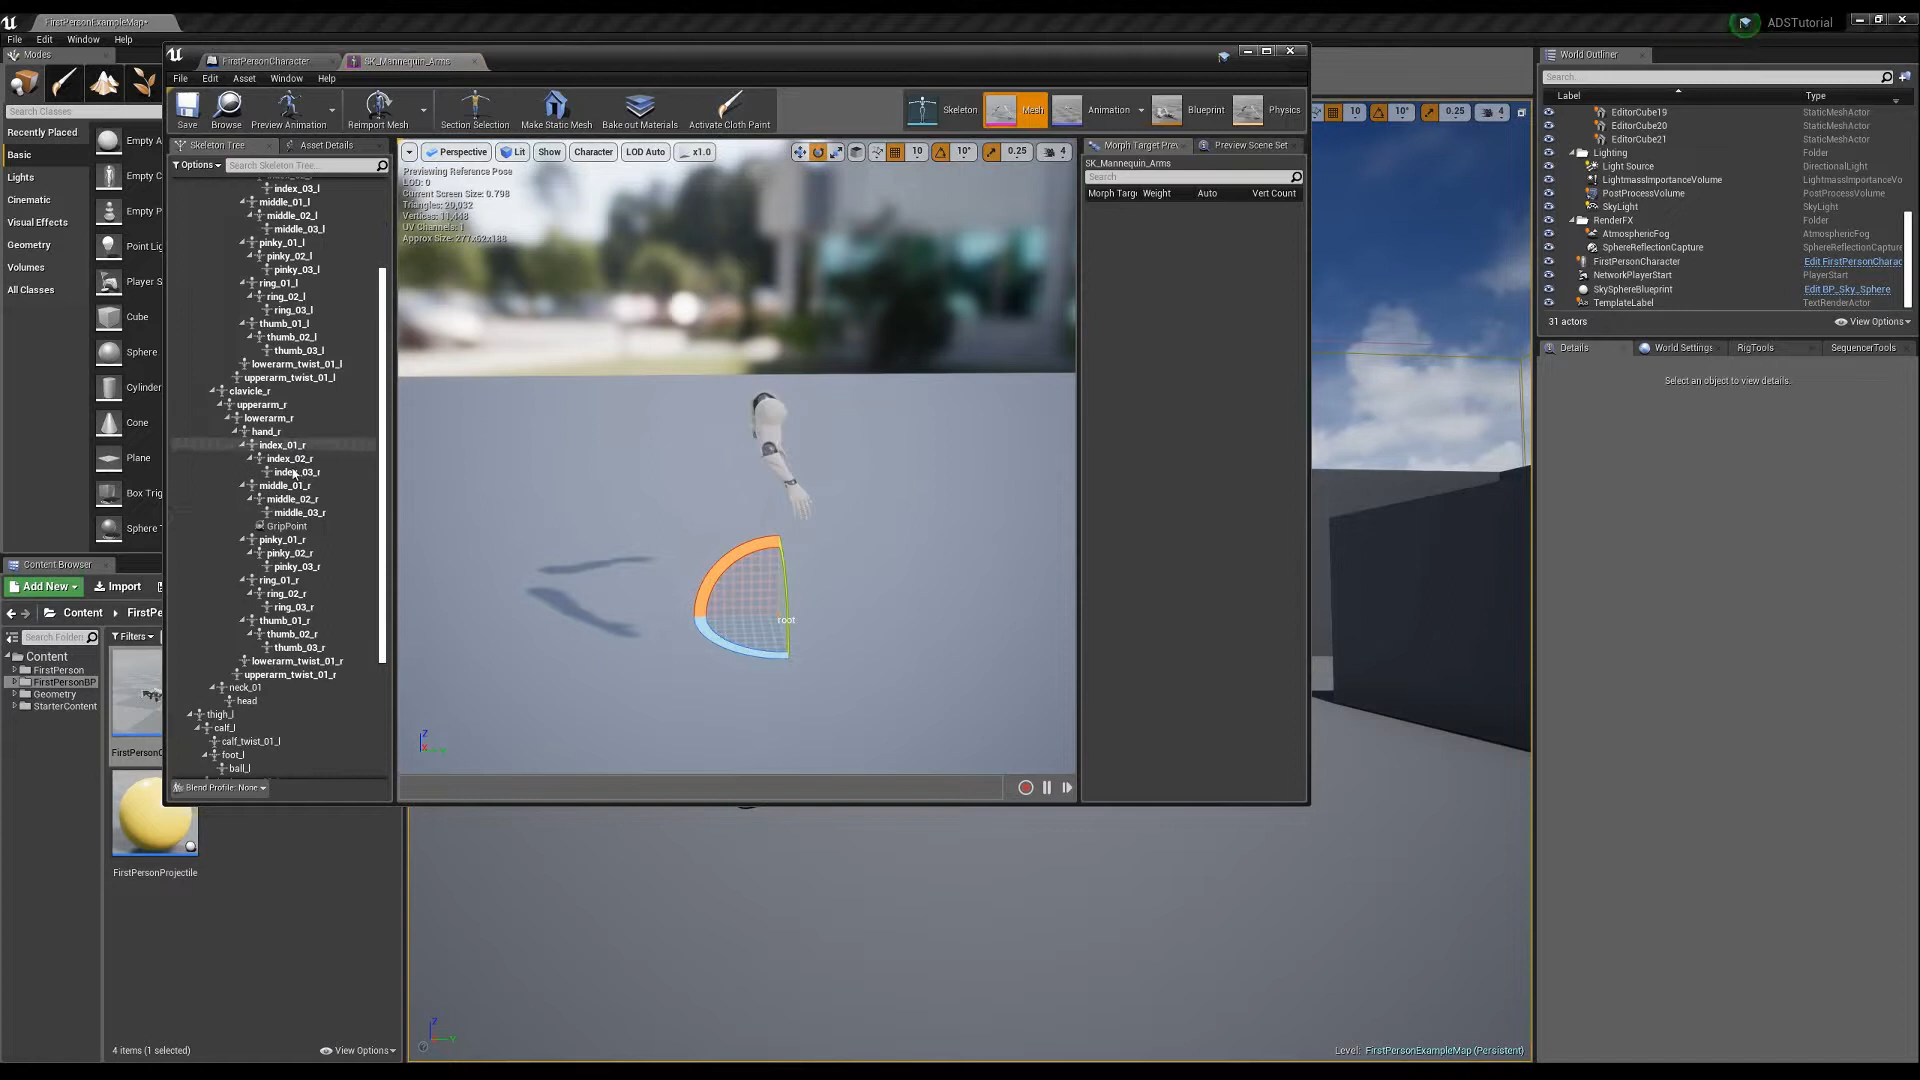 FirstPersonExampleMap*
ADSTutorial
File Edit Window Help
Modes
Search Classes
Recently Placed
Basic
Lights
Cinematic
Visual Effects
Geometry
Volumes
All Classes
Empty A
Empty C
Empty P
Point Lig
Player S
Cube
Sphere
Cylinder
Cone
Plane
Box Trig
Sphere T
FirstPersonCharacter
SK_Mannequin_Arms
File Edit Asset Window Help
Save
Browse
Preview Animation
Reimport Mesh
Section Selection
Make Static Mesh
Bake out Materials
Activate Cloth Paint
Skeleton
Mesh
Animation
Blueprint
Physics
Skeleton Tree
Asset Details
Options
Search Skeleton Tree...
index_03_l
middle_01_l
middle_02_l
middle_03_l
pinky_01_l
pinky_02_l
pinky_03_l
ring_01_l
ring_02_l
ring_03_l
thumb_01_l
thumb_02_l
thumb_03_l
lowerarm_twist_01_l
upperarm_twist_01_l
clavicle_r
upperarm_r
lowerarm_r
hand_r
index_01_r
index_02_r
index_03_r
middle_01_r
middle_02_r
middle_03_r
GripPoint
pinky_01_r
pinky_02_r
pinky_03_r
ring_01_r
ring_02_r
ring_03_r
thumb_01_r
thumb_02_r
thumb_03_r
lowerarm_twist_01_r
upperarm_twist_01_r
neck_01
head
thigh_l
calf_l
calf_twist_01_l
foot_l
ball_l
Blend Profile: None
Perspective
Lit
Show
Character
LOD Auto
x1.0
10
10°
0.25
4
Previewing Reference Pose
LOD: 0
Current Screen Size: 0.798
Triangles: 20,032
Vertices: 11,448
UV Channels: 1
Approx Size: 277x62x188
root
Z
X
Morph Target Prev
Preview Scene Set
SK_Mannequin_Arms
Search
Morph Targ Weight Auto Vert Count
10
10°
0.25
4
World Outliner
Search...
Label Type
EditorCube19 StaticMeshActor
EditorCube20 StaticMeshActor
EditorCube21 StaticMeshActor
Lighting Folder
Light Source DirectionalLight
LightmassImportanceVolume LightmassImportanceVo
PostProcessVolume PostProcessVolume
SkyLight SkyLight
RenderFX Folder
AtmosphericFog AtmosphericFog
SphereReflectionCapture SphereReflectionCapture
FirstPersonCharacter Edit FirstPersonCharac
NetworkPlayerStart PlayerStart
SkySphereBlueprint Edit BP_Sky_Sphere
TemplateLabel TextRenderActor
31 actors
View Options
Details
World Settings
RigTools
SequencerTools
Select an object to view details.
Content Browser
Add New
Import
Content
FirstPe
Search Folders
Filters
Content
FirstPerson
FirstPersonBP
Geometry
StarterContent
FirstPersonC
FirstPersonProjectile
4 items (1 selected)
View Options
Z
Y
Level: FirstPersonExampleMap (Persistent)